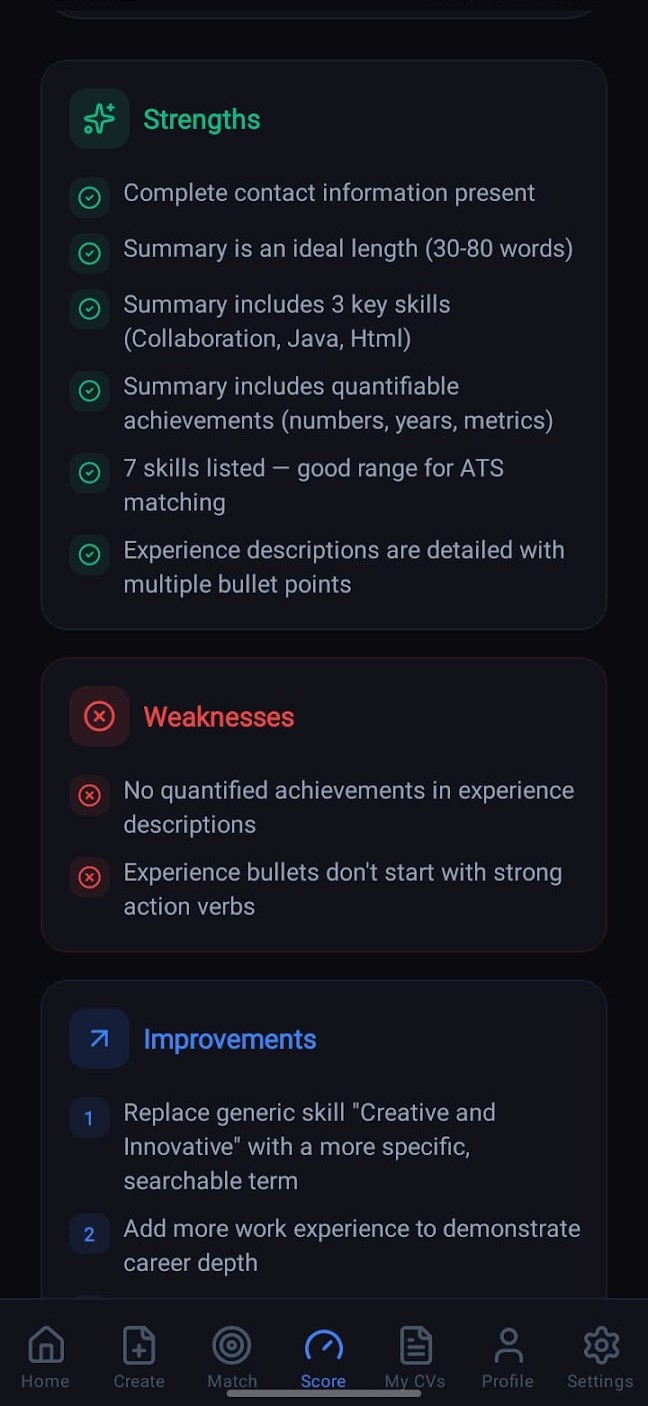 Strengths
Complete contact information present
Summary is an ideal length (30-80 words)
Summary includes 3 key skills
(Collaboration, Java, Html)
Summary includes quantifiable
achievements (numbers, years, metrics)
7 skills listed — good range for ATS
matching
Experience descriptions are detailed with
multiple bullet points
Weaknesses
No quantified achievements in experience
descriptions
Experience bullets don't start with strong
action verbs
Improvements
1 Replace generic skill "Creative and
Innovative" with a more specific,
searchable term
2 Add more work experience to demonstrate
career depth
Home Create Match Score My CVs Profile Settings